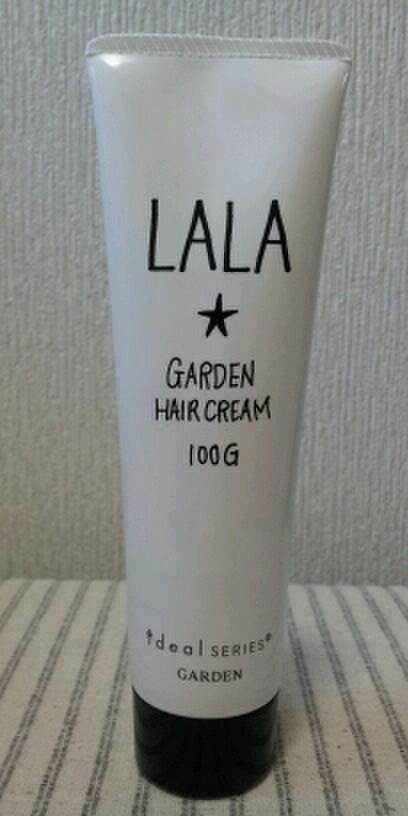 LALA
GARDEN
HAIR CREAM
100G
ideal SERIES®
GARDEN